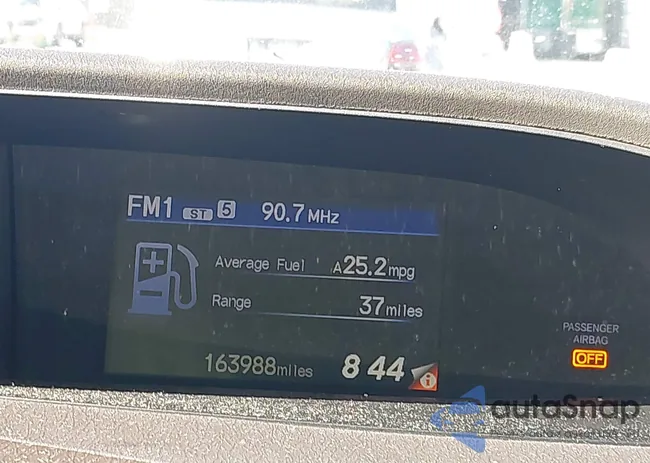 FM1 ST 5 90.7 MHz
Average Fuel A25.2 mpg
Range 37 miles
PASSENGER
AIRBAG
OFF
163988 miles 8 44
autoSnap